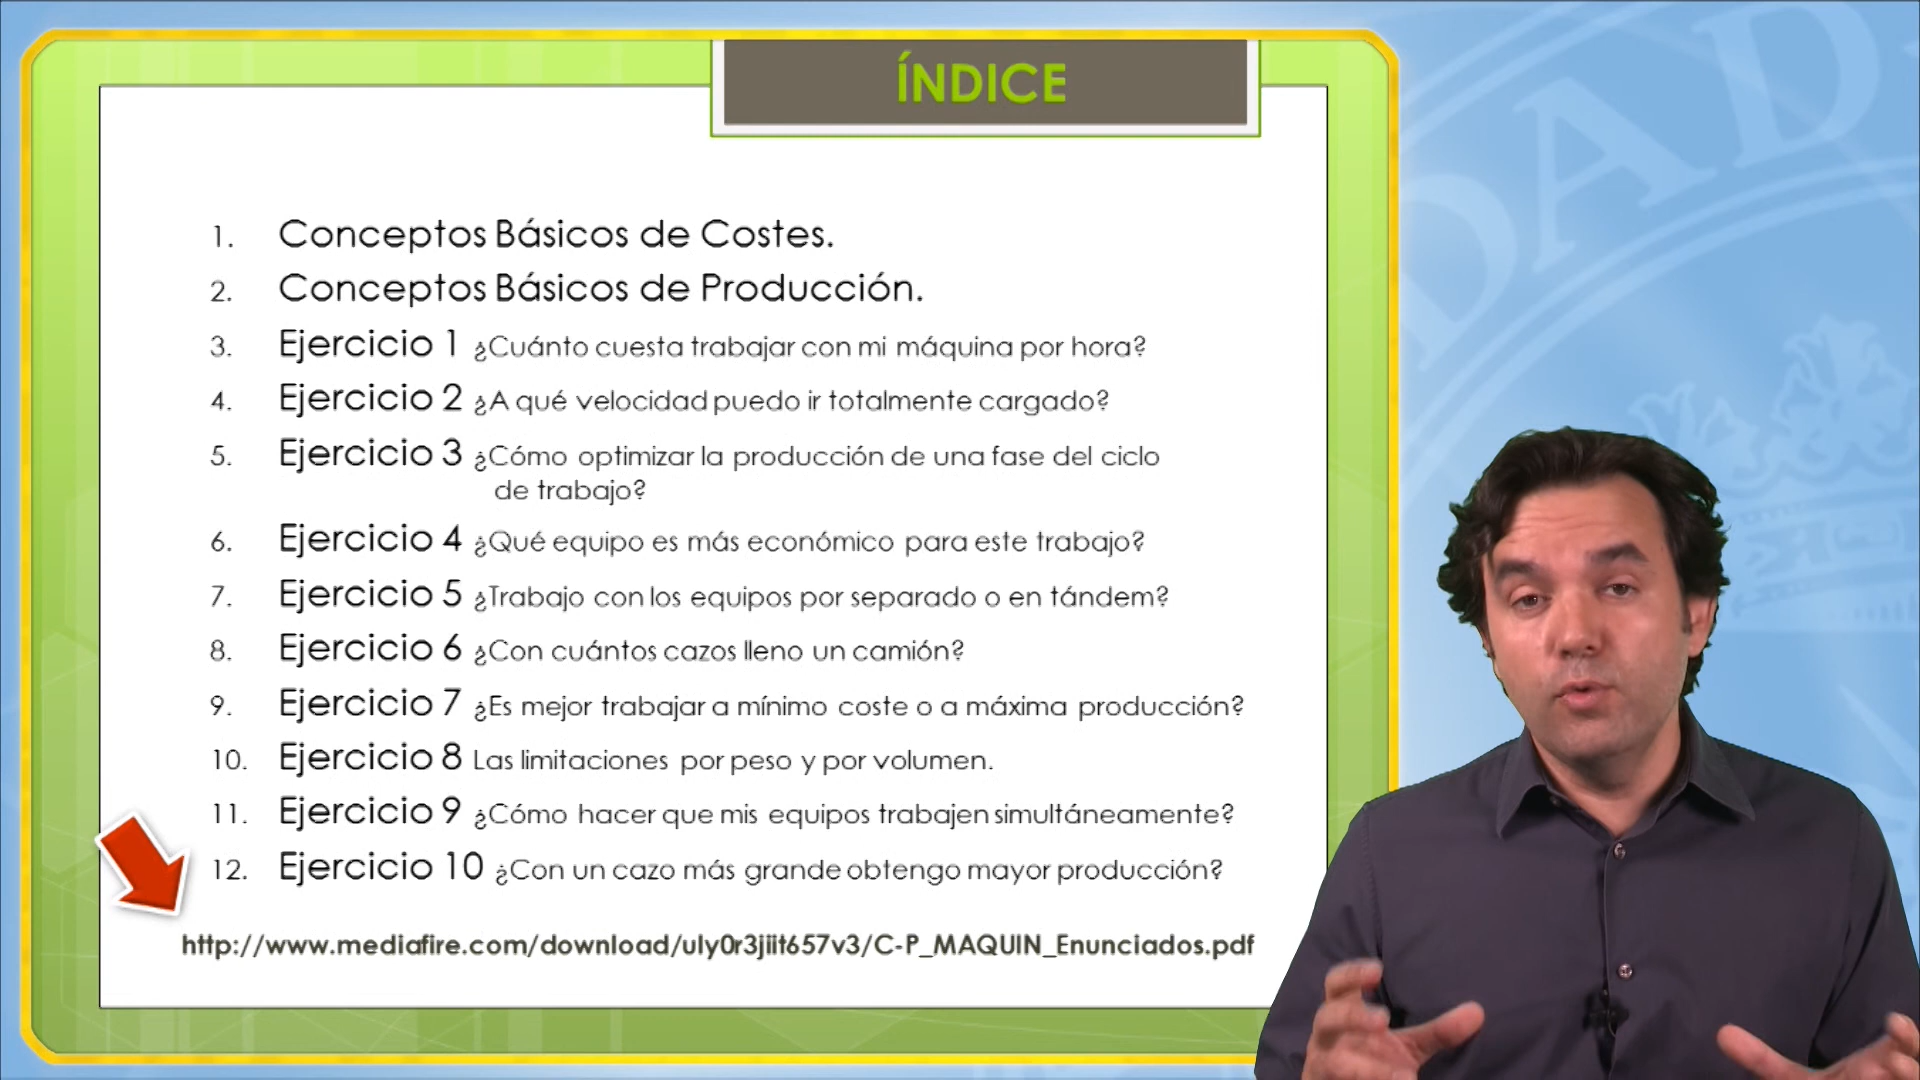 ÍNDICE
1. Conceptos Básicos de Costes.
2. Conceptos Básicos de Producción.
3. Ejercicio 1 ¿Cuánto cuesta trabajar con mi máquina por hora?
4. Ejercicio 2 ¿A qué velocidad puedo ir totalmente cargado?
5. Ejercicio 3 ¿Cómo optimizar la producción de una fase del ciclo
de trabajo?
6. Ejercicio 4 ¿Qué equipo es más económico para este trabajo?
7. Ejercicio 5 ¿Trabajo con los equipos por separado o en tándem?
8. Ejercicio 6 ¿Con cuántos cazos lleno un camión?
9. Ejercicio 7 ¿Es mejor trabajar a mínimo coste o a máxima producción?
10. Ejercicio 8 Las limitaciones por peso y por volumen.
11. Ejercicio 9 ¿Cómo hacer que mis equipos trabajen simultáneamente?
12. Ejercicio 10 ¿Con un cazo más grande obtengo mayor producción?
http://www.mediafire.com/download/uly0r3jiiit657v3/C-P_MAQUIN_Enunciados.pdf
DAD